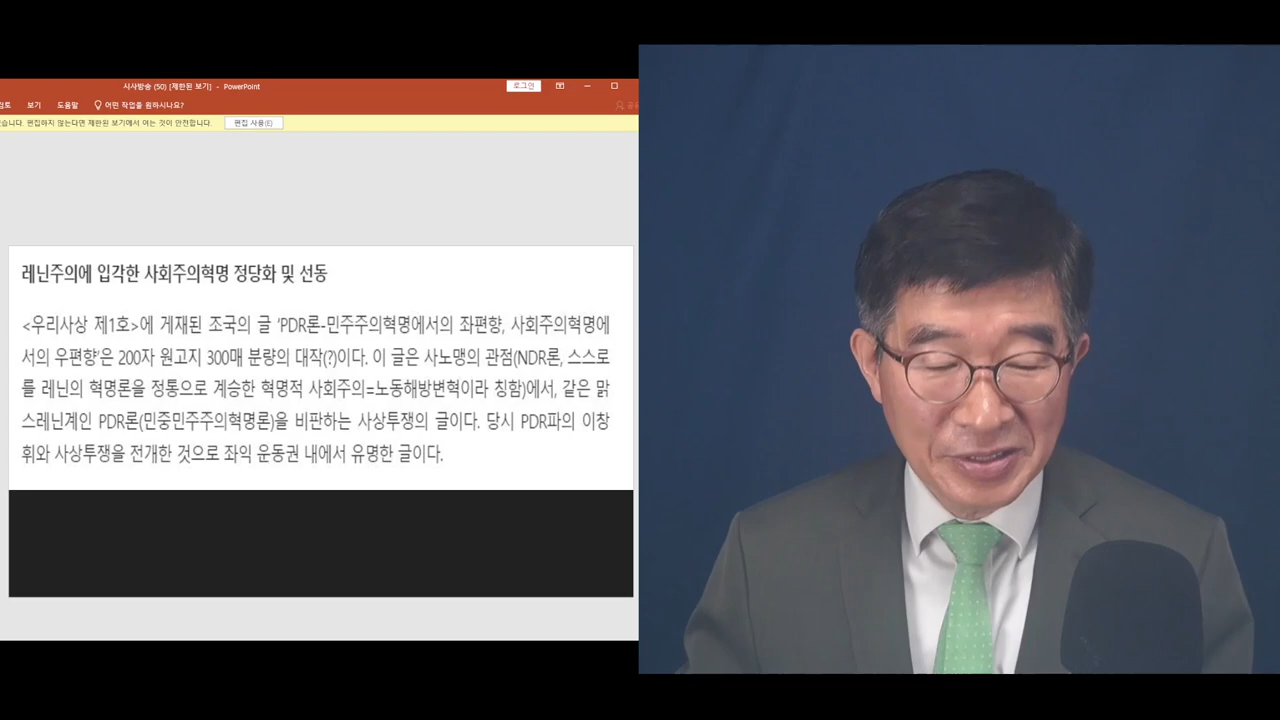 시사방송 (50) [제한된 보기] - PowerPoint
로그인
검토 보기 도움말 어떤 작업을 원하시나요?
편집하지 않는다면 제한된 보기에서 여는 것이 안전합니다. 편집 사용(E)
레닌주의에 입각한 사회주의혁명 정당화 및 선동
<우리사상 제1호>에 게재된 조국의 글 'PDR론-민주주의혁명에서의 좌편향, 사회주의혁명에
서의 우편향'은 200자 원고지 300매 분량의 대작(?)이다. 이 글은 사노맹의 관점(NDR론, 스스로
를 레닌의 혁명론을 정통으로 계승한 혁명적 사회주의=노동해방변혁이라 칭함)에서, 같은 맑
스레닌계인 PDR론(민중민주주의혁명론)을 비판하는 사상투쟁의 글이다. 당시 PDR파의 이창
휘와 사상투쟁을 전개한 것으로 좌익 운동권 내에서 유명한 글이다.